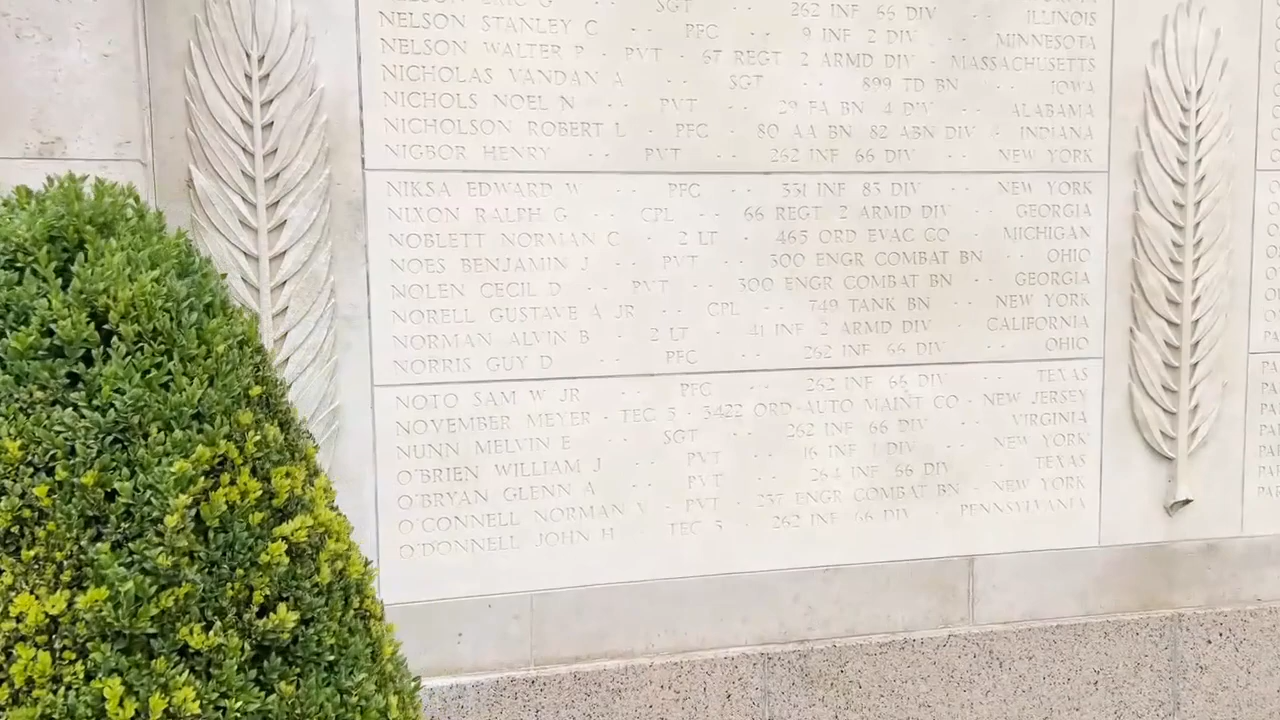 NELSON ERIC G · · SGT · · 262 INF 66 DIV · ·
NELSON STANLEY C · · PFC · · 9 INF 2 DIV · · ILLINOIS
NELSON WALTER P · PVT · 67 REGT 2 ARMD DIV · MINNESOTA
NICHOLAS VANDAN A · · SGT · · 899 TD BN · · MASSACHUSETTS
NICHOLS NOEL N · · PVT · · 29 FA BN 4 DIV · · IOWA
NICHOLSON ROBERT L · PFC · 80 AA BN 82 ABN DIV · ALABAMA
INDIANA
NIGBOR HENRY · · PVT · · 262 INF 66 DIV · · NEW YORK
NIKSA EDWARD W · · PFC · · 331 INF 83 DIV · · NEW YORK
NIXON RALPH G · · CPL · · 66 REGT 2 ARMD DIV · · GEORGIA
NOBLETT NORMAN C · 2 LT · · 465 ORD EVAC CO · · MICHIGAN
NOES BENJAMIN J · · PVT · · 300 ENGR COMBAT BN · · OHIO
NOLEN CECIL D · · PVT · · 300 ENGR COMBAT BN · · GEORGIA
NORELL GUSTAVE A JR · · CPL · · 749 TANK BN · · NEW YORK
NORMAN ALVIN B · · 2 LT · · 41 INF 2 ARMD DIV · CALIFORNIA
NORRIS GUY D · · PFC · · 262 INF 66 DIV · · OHIO
NOTO SAM W JR · · PFC · · 262 INF 66 DIV · · TEXAS
NOVEMBER MEYER · TEC 5 · 3422 ORD AUTO MAINT CO · NEW JERSEY
NUNN MELVIN E · · SGT · · 262 INF 66 DIV · · VIRGINIA
O'BRIEN WILLIAM J · · PVT · · 16 INF 1 DIV · · NEW YORK
O'BRYAN GLENN A · · PVT · · 264 INF 66 DIV · · TEXAS
O'CONNELL NORMAN V · PVT · 237 ENGR COMBAT BN · NEW YORK
O'DONNELL JOHN H · TEC 5 · 262 INF 66 DIV · PENNSYLVANIA